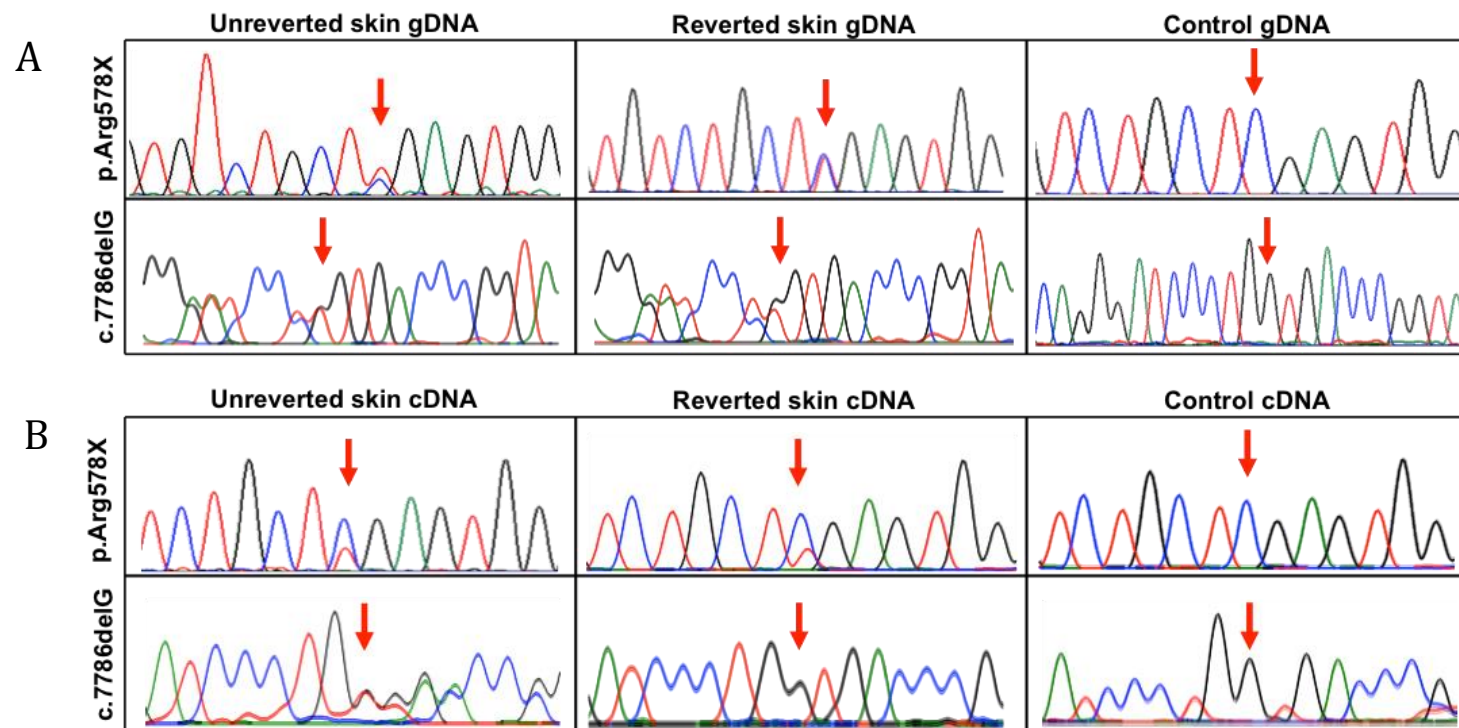 A
Unreverted skin gDNA
Reverted skin gDNA
Control gDNA
p.Arg578X
c.7786delG
B
Unreverted skin cDNA
Reverted skin cDNA
Control cDNA
p.Arg578X
c.7786delG